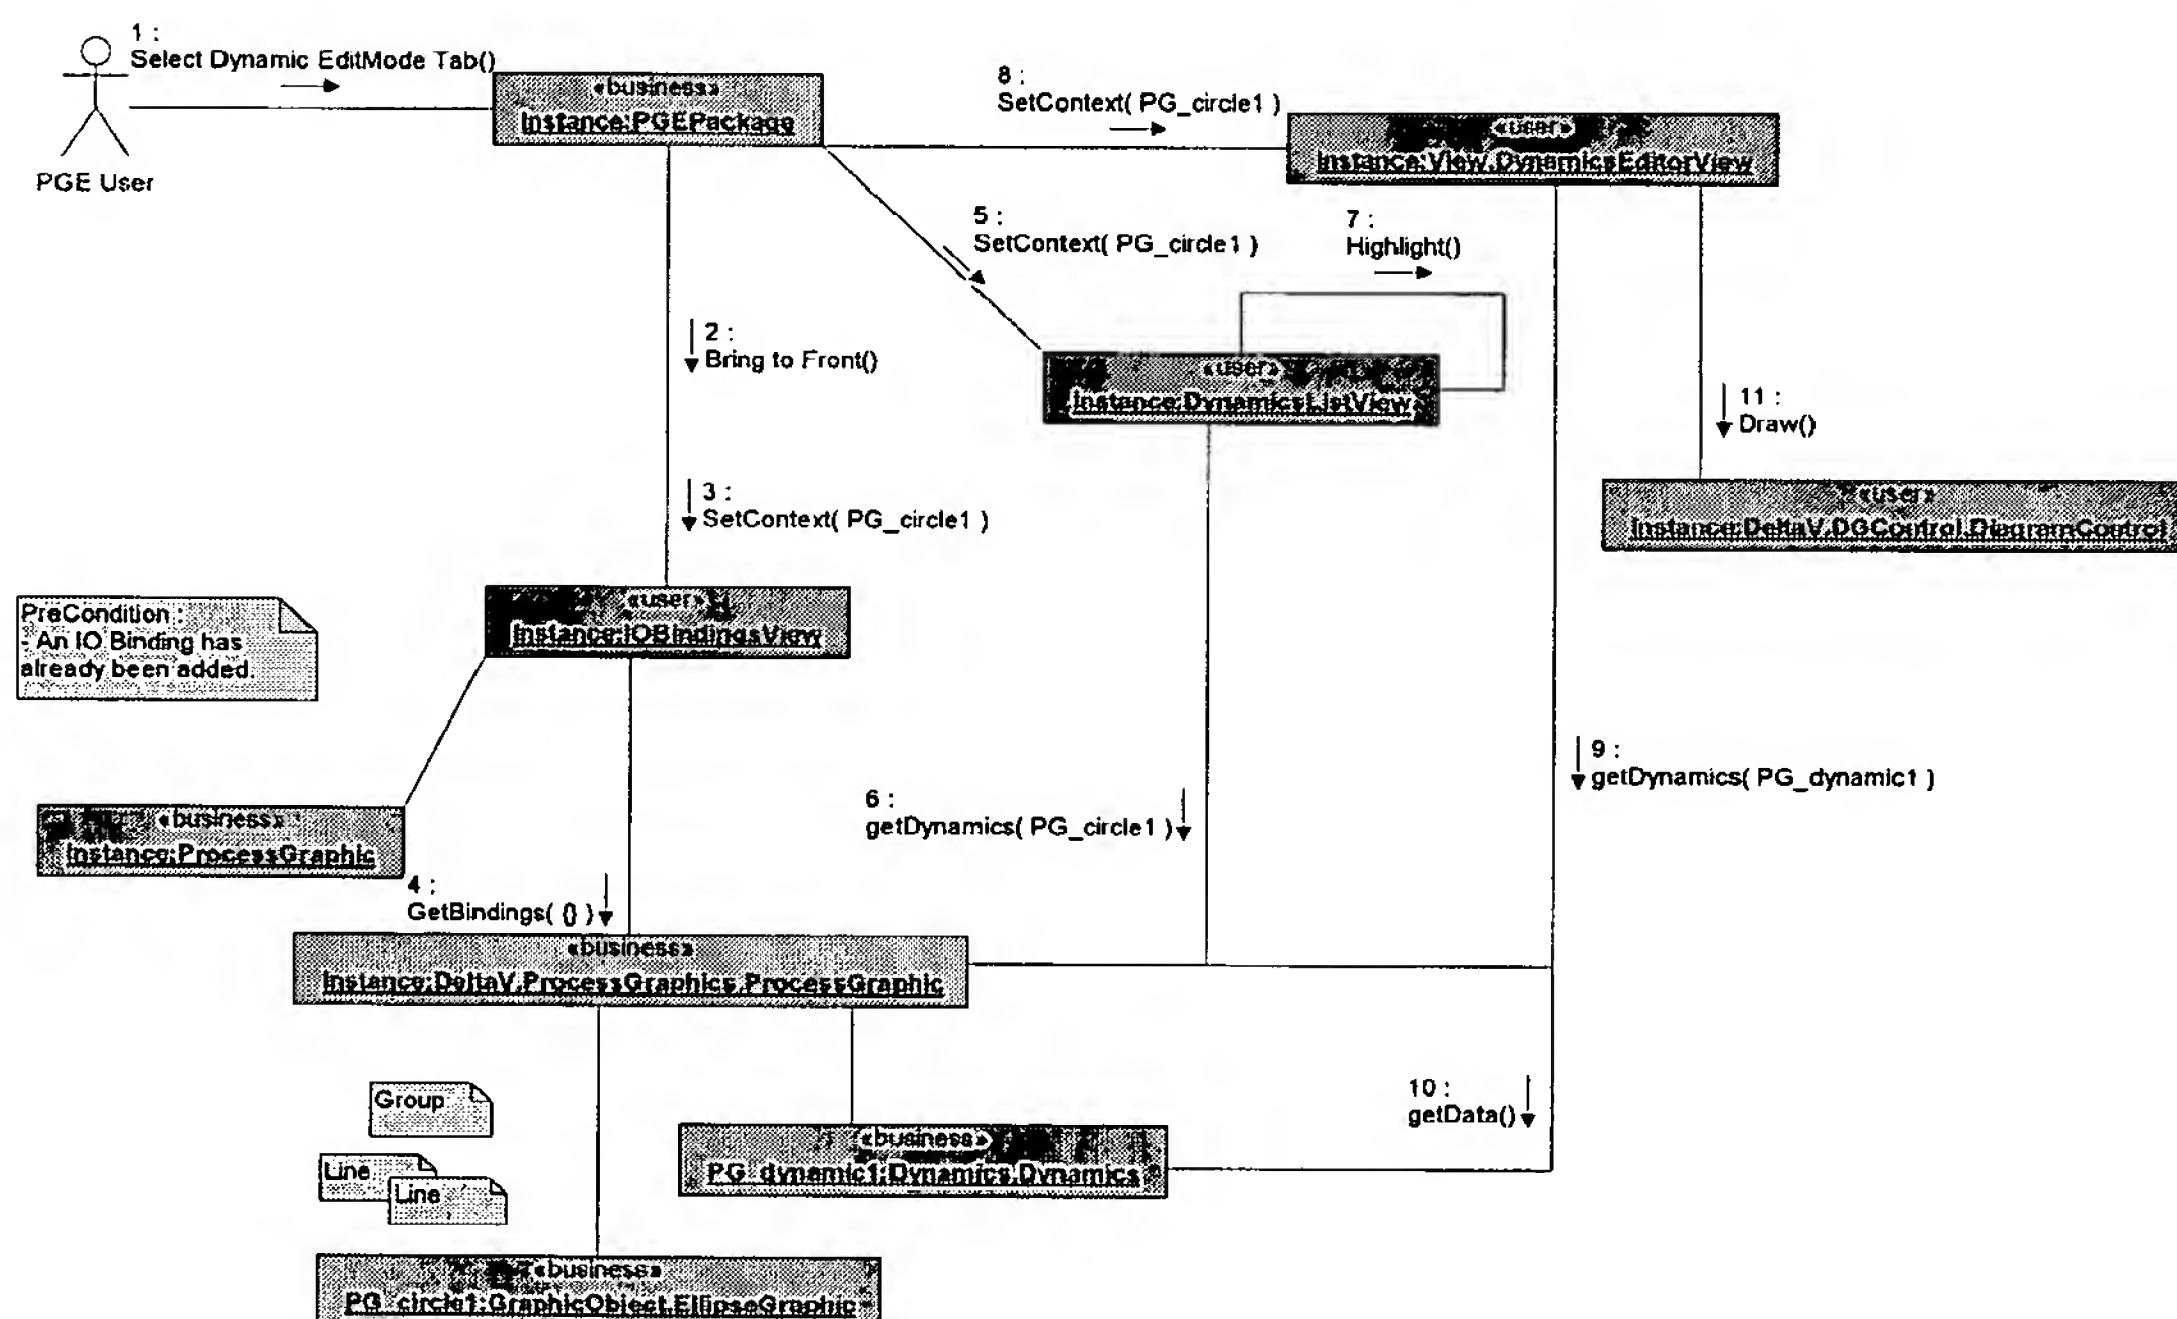 1 :
Select Dynamic EditMode Tab()
PGE User
«business»
Instance:PGEPackage
8 :
SetContext( PG_circle1 )
«user»
Instance:View.DynamicsEditorView
5 :
SetContext( PG_circle1 )
7 :
Highlight()
2 :
Bring to Front()
«user»
Instance:DynamicsListView
11 :
Draw()
3 :
SetContext( PG_circle1 )
«user»
Instance:DeltaV.DGControl.DiagramControl
PreCondition :
- An IO Binding has
already been added.
«user»
Instance:IOBindingsView
9 :
getDynamics( PG_dynamic1 )
6 :
getDynamics( PG_circle1 )
«business»
Instance:ProcessGraphic
4 :
GetBindings( {} )
«business»
Instance:DeltaV.ProcessGraphics.ProcessGraphic
10 :
getData()
Group
«business»
PG_dynamic1:Dynamics.Dynamics
Line
Line
«business»
PG_circle1:GraphicObject.EllipseGraphic